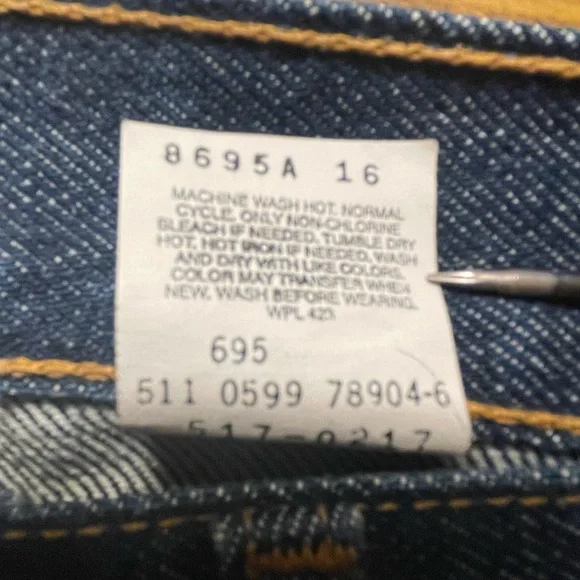 8695A 16
MACHINE WASH HOT. NORMAL
CYCLE. ONLY NON-CHLORINE
BLEACH IF NEEDED. TUMBLE DRY
HOT. HOT IRON IF NEEDED. WASH
AND DRY WITH LIKE COLORS.
COLOR MAY TRANSFER WHEN
NEW. WASH BEFORE WEARING.
WPL 423
695
511 0599 78904-6
517-0217